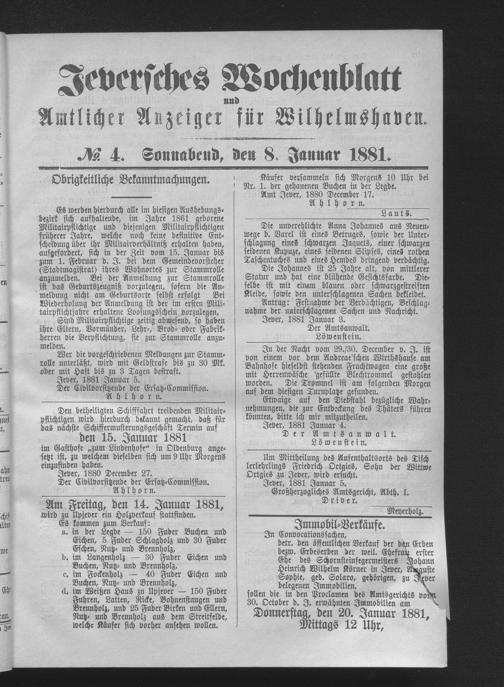 Jeversches Wochenblatt
und
Amtlicher Anzeiger für Wilhelmshaven.
№ 4. Sonnabend, den 8. Januar 1881.
Obrigkeitliche Bekanntmachungen.
Es werden hierdurch alle im hiesigen Aushebungs-
bezirk sich aufhaltende, im Jahre 1861 geborene
Militairpflichtige und diejenigen Militairpflichtigen
früherer Jahre, welche noch keine definitive Ent-
scheidung über ihr Militairverhältniß erhalten haben,
aufgefordert, sich in der Zeit vom 15. Januar bis
zum 1. Februar d. J. bei dem Gemeindevorsteher
(Stadtmagistrat) ihres Wohnortes zur Stammrolle
anzumelden. Bei der Anmeldung zur Stammrolle
ist das Geburtszeugniß vorzulegen, sofern die An-
meldung nicht am Geburtsorte selbst erfolgt. Bei
Wiederholung der Anmeldung ist der im ersten Mili-
tairpflichtjahr erhaltene Loosungsschein vorzulegen.
Sind Militairpflichtige zeitig abwesend, so haben
ihre Eltern, Vormünder, Lehr-, Brod- oder Fabrik-
herren die Verpflichtung, sie zur Stammrolle anzu-
melden.
Wer die vorgeschriebenen Meldungen zur Stamm-
rolle unterläßt, wird mit Geldstrafe bis zu 30 Mk.
oder mit Haft bis zu 3 Tagen bestraft.
Jever, 1881 Januar 5.
Der Civilvorsitzende der Ersatz-Commission.
Ahlhorn.
Den betheiligten Schifffahrt treibenden Militair-
pflichtigen wird hierdurch bekannt gemacht, daß für
das nächste Schiffermusterungsgeschäft Termin auf
den 15. Januar 1881
im Gasthofe „zum Lindenhofe" in Oldenburg ange-
setzt ist, zu welchem dieselben sich um 9 Uhr Morgens
einzufinden haben.
Jever, 1880 December 27.
Der Civilvorsitzende der Ersatz-Commission.
Ahlhorn.
Am Freitag, den 14. Januar 1881,
wird zu Upjever ein Holzverkauf stattfinden.
Es kommen zum Verkauf:
a. in der Legde — 150 Fuder Buchen und
Eichen, 5 Fuder Schlagholz und 30 Fuder
Eichen, Nutz- und Brennholz,
b. im Langenholz — 30 Fuder Eichen und
Buchen, Nutz- und Brennholz,
c. im Fockenholz — 40 Fuder Eichen und
Buchen, Nutz- und Brennholz,
d. im Weißen Haus zu Upjever — 150 Fuder
Fuhren, Latten, Ricke, Bohnenstangen und
Brennholz, und 25 Fuder Birken und Ellern,
Nutz- und Brennholz aus dem Streitfelde,
welche Käufer sich vorher ansehen wollen.
Käufer versammeln sich Morgens 10 Uhr bei
Nr. 1. der gehauenen Buchen in der Legde.
Amt Jever, 1880 December 17.
Ahlhorn.
Lauts.
Die unverehelichte Anna Johannes aus Neuen-
wege b. Varel ist eines Betruges, sowie der Unter-
schlagung eines schwarzen Jaquets, einer schwarzen
seidenen Kapuze, eines seidenen Slipses, eines rothen
Taschentuches und eines Hemdes dringend verdächtig.
Die Johannes ist 25 Jahre alt, von mittlerer
Statur und hat eine blühende Gesichtsfarbe. Die-
selbe ist mit einem blauen oder schwarzgestreiften
Kleide, sowie den unterschlagenen Sachen bekleidet.
Antrag: Festnahme der Verdächtigen, Beschlag-
nahme der unterschlagenen Sachen und Nachricht.
Jever, 1881 Januar 3.
Der Amtsanwalt.
Löwenstein.
In der Nacht vom 29./30. December v. J. ist
von einem vor dem Andreae'schen Wirthshause am
Bahnhofe hieselbst stehenden Frachtwagen eine große
mit Herrenwäsche gefüllte Blechtrommel gestohlen
worden. Die Trommel ist am folgenden Morgen
auf dem hiesigen Turnplatze gefunden.
Etwaige auf den Diebstahl bezügliche Wahr-
nehmungen, die zur Entdeckung des Thäters führen
könnten, bitte ich mir mitzutheilen.
Jever, 1881 Januar 4.
Der Amtsanwalt.
Löwenstein.
Um Mittheilung des Aufenthaltsorts des Tisch
lerlehrlings Friedrich Ortgies, Sohn der Wittwe
Ortgies zu Jever, wird ersucht.
Jever, 1881 Januar 5.
Großherzogliches Amtsgericht, Abth. I.
Driver.
Meyerholz.
Immobil-Verkäufe.
In Convocationssachen,
betr. den öffentlichen Verkauf der den Erben
bezw. Erbeserben der weil. Ehefrau erster
Ehe des Schornsteinfegermeisters Johann
Heinrich Wilhelm Körner in Jever, Auguste
Sophie, geb. Solaro, gehörigen, zu Jever
belegenen Immobilien,
sollen die in den Proclamen des Amtsgerichts vom
30. October d. J. erwähnten Immobilien am
Donnerstag, den 20. Januar 1881,
Mittags 12 Uhr,